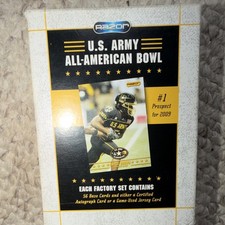 RAZOR
U.S. ARMY
ALL-AMERICAN BOWL
#1
Prospect
for 2009
EACH FACTORY SET CONTAINS
56 Base Cards and either a Certified
Autograph Card or a Game-Used Jersey Card